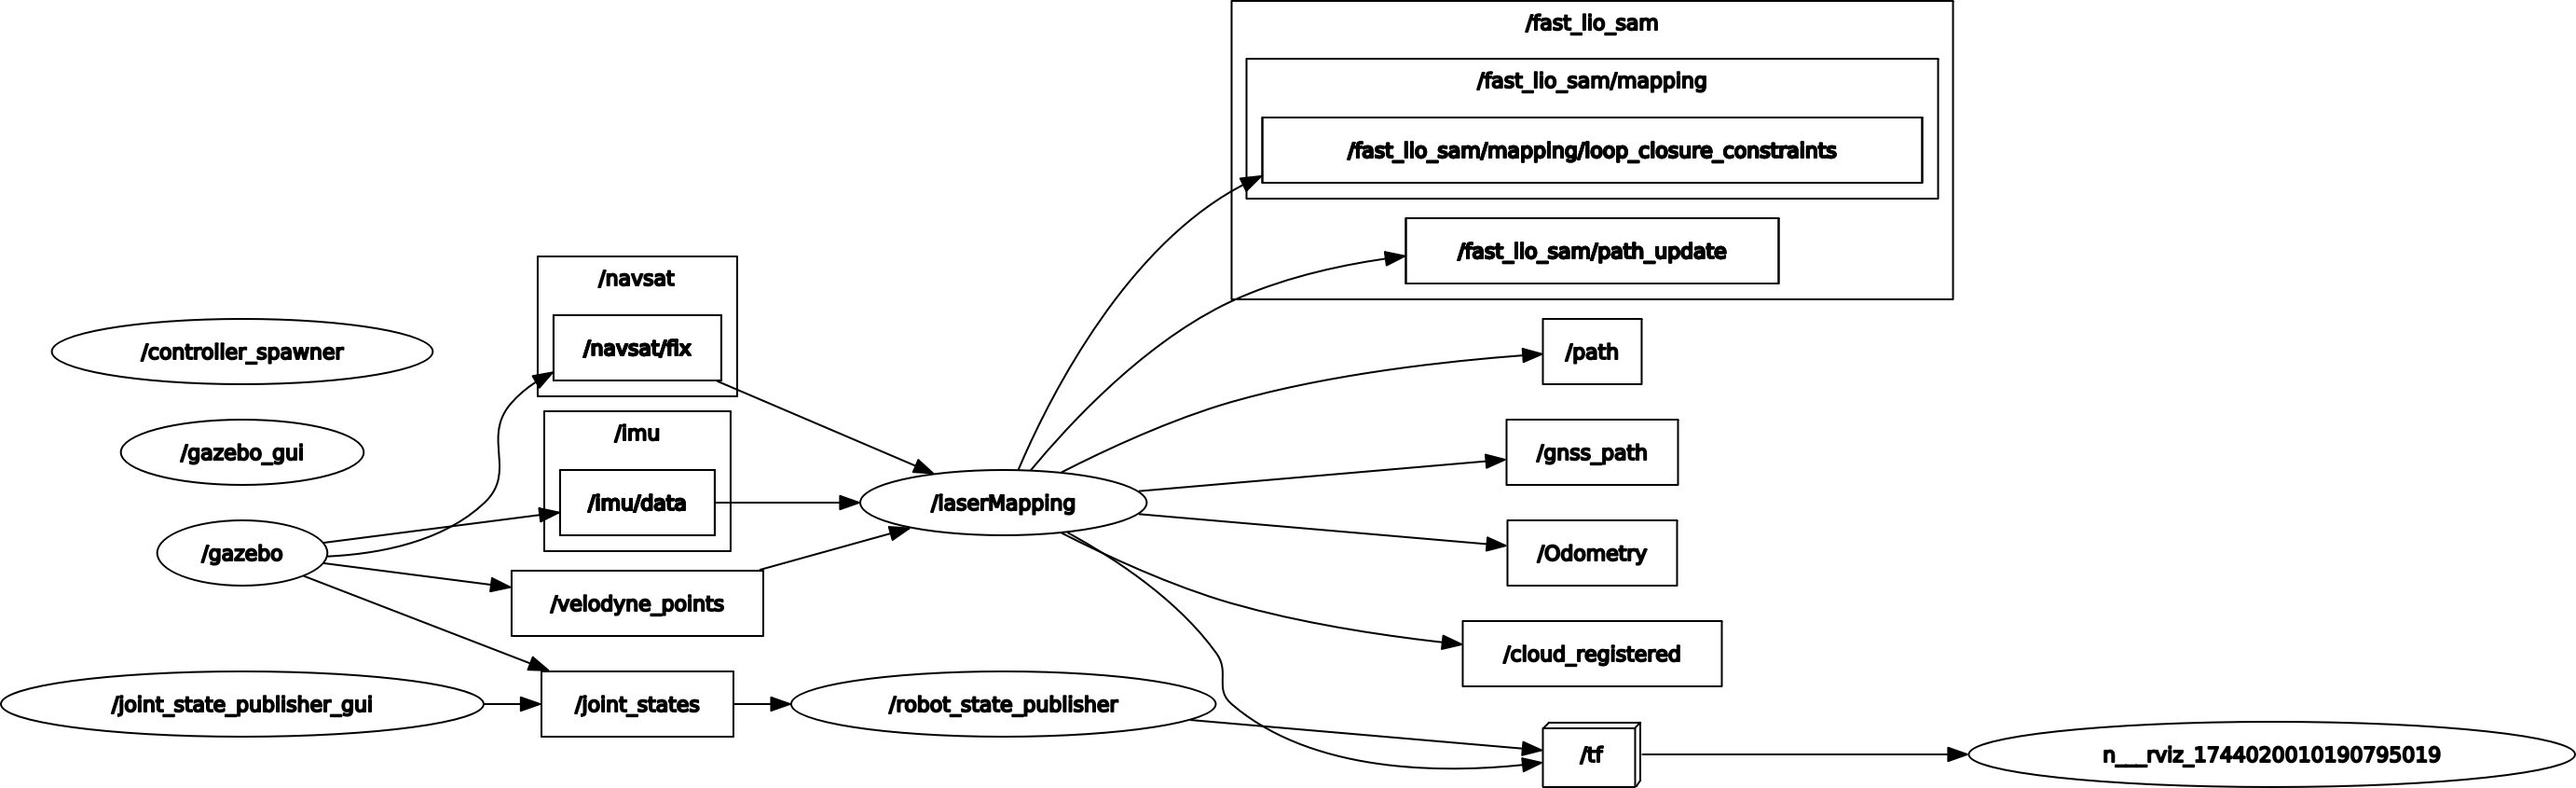 /fast_lio_sam
/fast_lio_sam/mapping
/fast_lio_sam/mapping/loop_closure_constraints
/fast_lio_sam/path_update
/navsat
/navsat/fix
/controller_spawner
/path
/imu
/gazebo_gui
/gnss_path
/imu/data
/laserMapping
/gazebo
/Odometry
/velodyne_points
/cloud_registered
/joint_state_publisher_gui
/joint_states
/robot_state_publisher
/tf
n___rviz_1744020010190795019